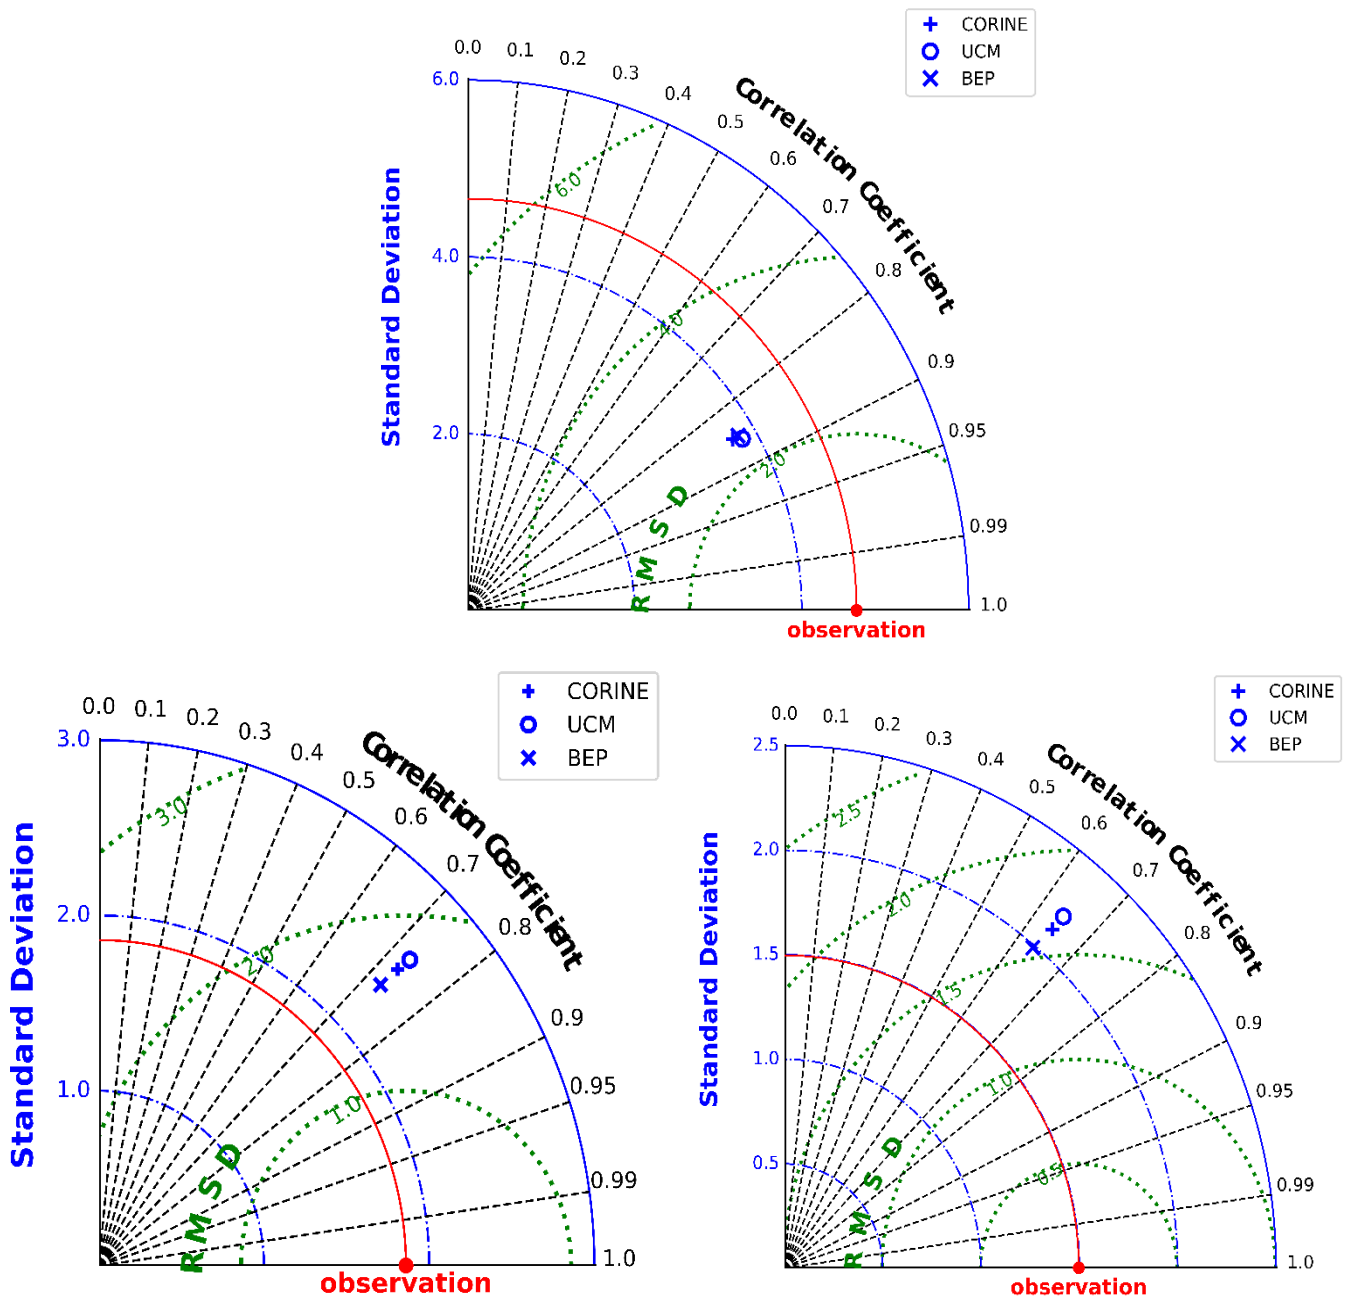 CORINE
UCM
BEP
0.0
0.1
0.2
0.3
0.4
0.5
0.6
0.7
0.8
0.9
0.95
0.99
1.0
Correlation Coefficient
6.0
4.0
2.0
Standard Deviation
6.0
4.0
2.0
RMSD
observation
CORINE
UCM
BEP
0.0
0.1
0.2
0.3
0.4
0.5
0.6
0.7
0.8
0.9
0.95
0.99
1.0
Correlation Coefficient
3.0
2.0
1.0
Standard Deviation
3.0
2.0
1.0
RMSD
observation
CORINE
UCM
BEP
0.0
0.1
0.2
0.3
0.4
0.5
0.6
0.7
0.8
0.9
0.95
0.99
1.0
Correlation Coefficient
2.5
2.0
1.5
1.0
0.5
Standard Deviation
2.5
2.0
1.5
1.0
0.5
RMSD
observation